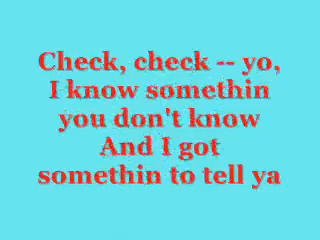 Check, check -- yo,
I know somethin
you don't know
And I got
somethin to tell ya